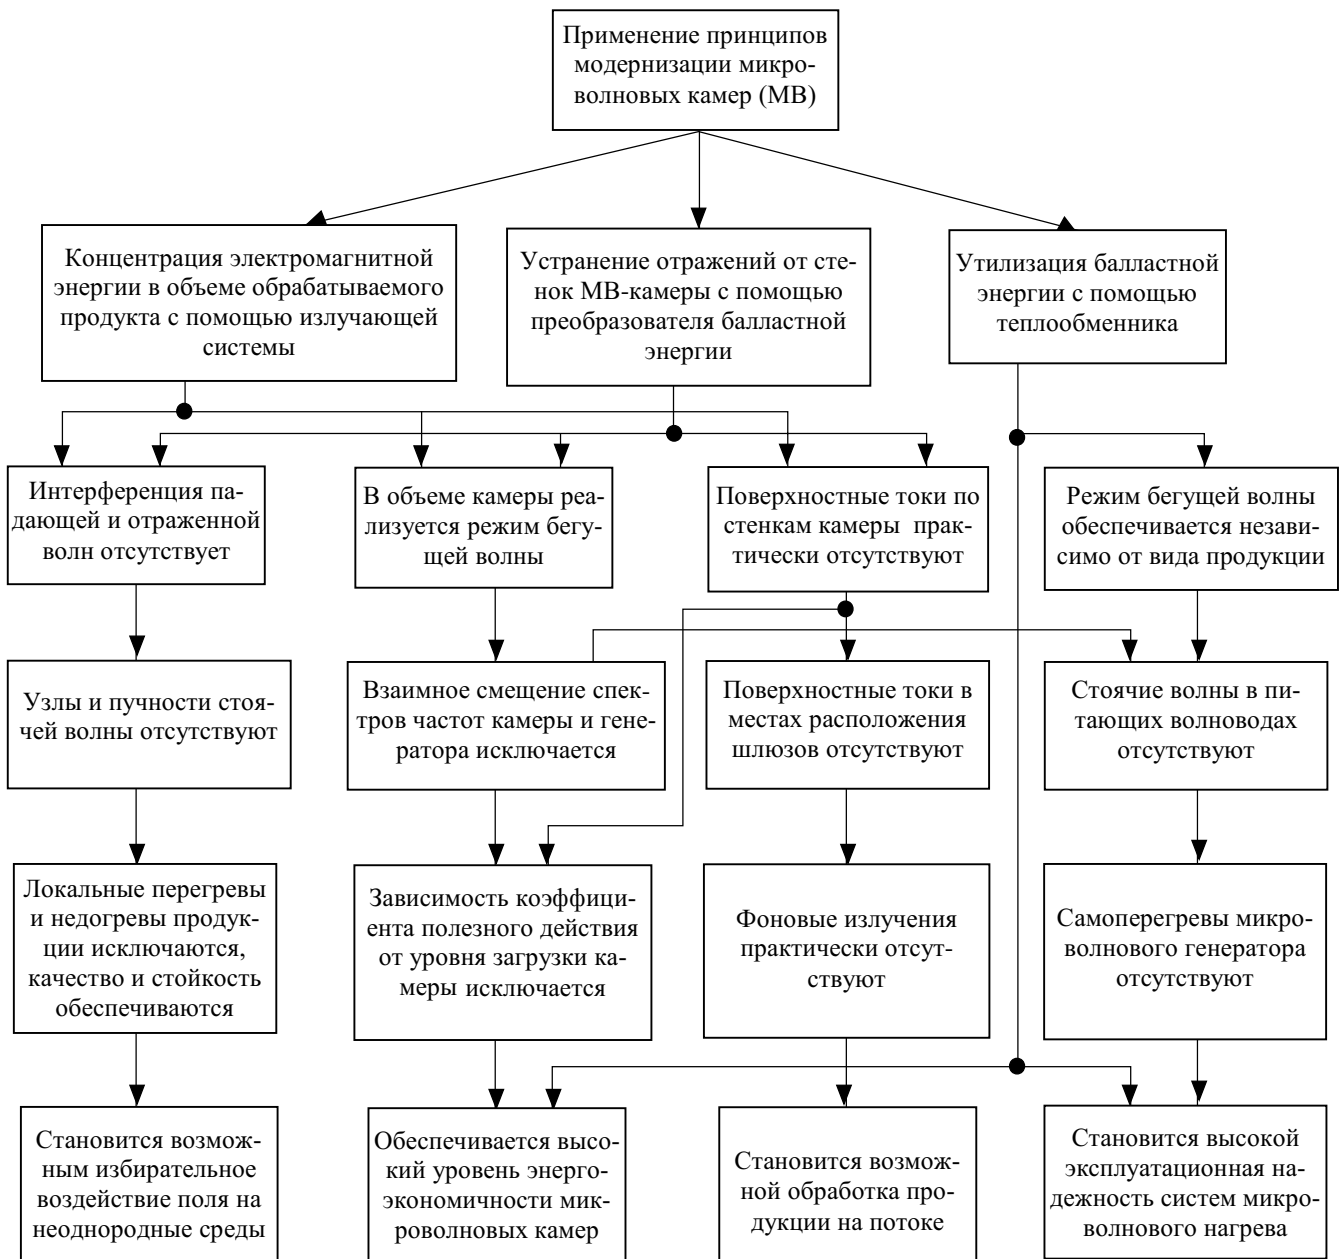 Применение принципов
модернизации микро-
волновых камер (МВ)
Концентрация электромагнитной
энергии в объеме обрабатываемого
продукта с помощью излучающей
системы
Устранение отражений от сте-
нок МВ-камеры с помощью
преобразователя балластной
энергии
Утилизация балластной
энергии с помощью
теплообменника
Интерференция па-
дающей и отраженной
волн отсутствует
В объеме камеры реа-
лизуется режим бегу-
щей волны
Поверхностные токи по
стенкам камеры прак-
тически отсутствуют
Режим бегущей волны
обеспечивается незави-
симо от вида продукции
Узлы и пучности стоя-
чей волны отсутствуют
Взаимное смещение спек-
тров частот камеры и гене-
ратора исключается
Поверхностные токи в
местах расположения
шлюзов отсутствуют
Стоячие волны в пи-
тающих волноводах
отсутствуют
Локальные перегревы
и недогревы продук-
ции исключаются,
качество и стойкость
обеспечиваются
Зависимость коэффици-
ента полезного действия
от уровня загрузки ка-
меры исключается
Фоновые излучения
практически отсут-
ствуют
Самоперегревы микро-
волнового генератора
отсутствуют
Становится возмож-
ным избирательное
воздействие поля на
неоднородные среды
Обеспечивается высо-
кий уровень энерго-
экономичности мик-
роволновых камер
Становится возмож-
ной обработка про-
дукции на потоке
Становится высокой
эксплуатационная на-
дежность систем микро-
волнового нагрева